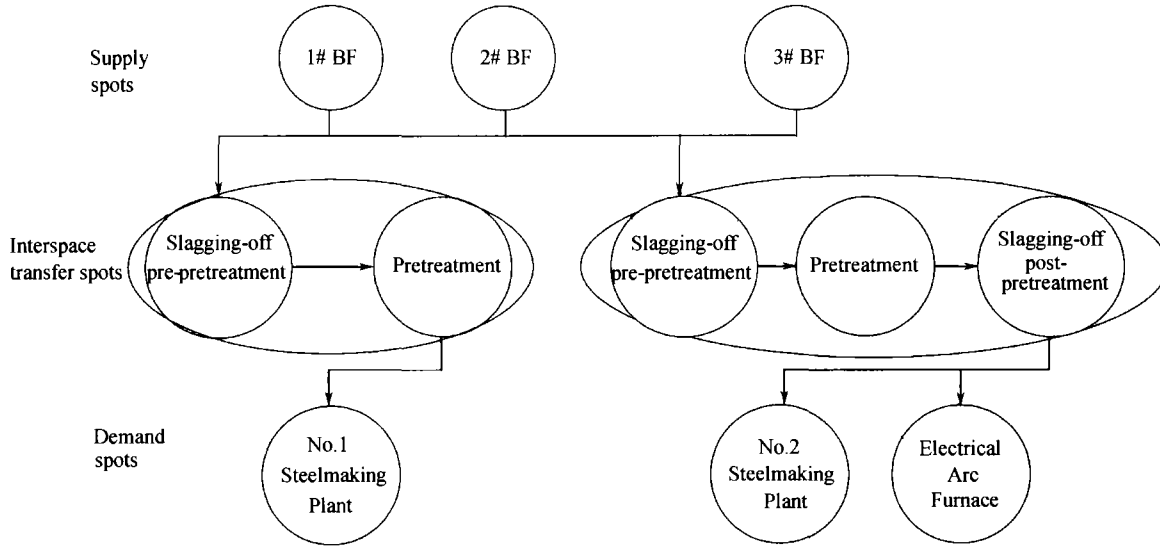 Supply
spots
1# BF
2# BF
3# BF
Interspace
transfer spots
Slagging-off
pre-pretreatment
Pretreatment
Slagging-off
pre-pretreatment
Pretreatment
Slagging-off
post-
pretreatment
Demand
spots
No.1
Steelmaking
Plant
No.2
Steelmaking
Plant
Electrical
Arc
Furnace